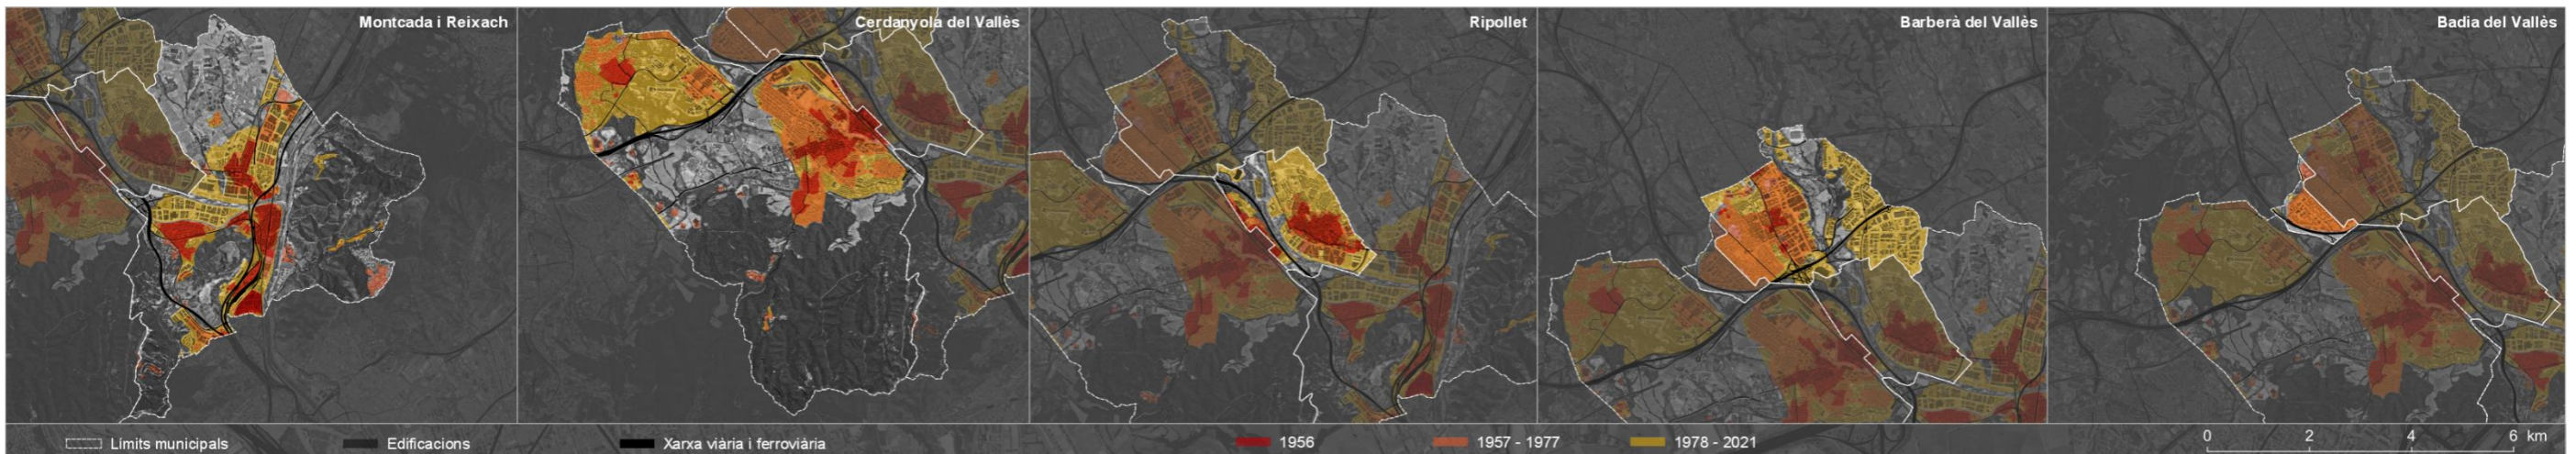 Montcada i Reixach
Cerdanyola del Vallès
Ripollet
Barberà del Vallès
Badia del Vallès
Límits municipals
Edificacions
Xarxa viària i ferroviària
1956
1957 - 1977
1978 - 2021
0 2 4 6 km